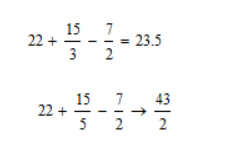 22 + 15/3 − 7/2 = 23.5
22 + 15/5 − 7/2 → 43/2